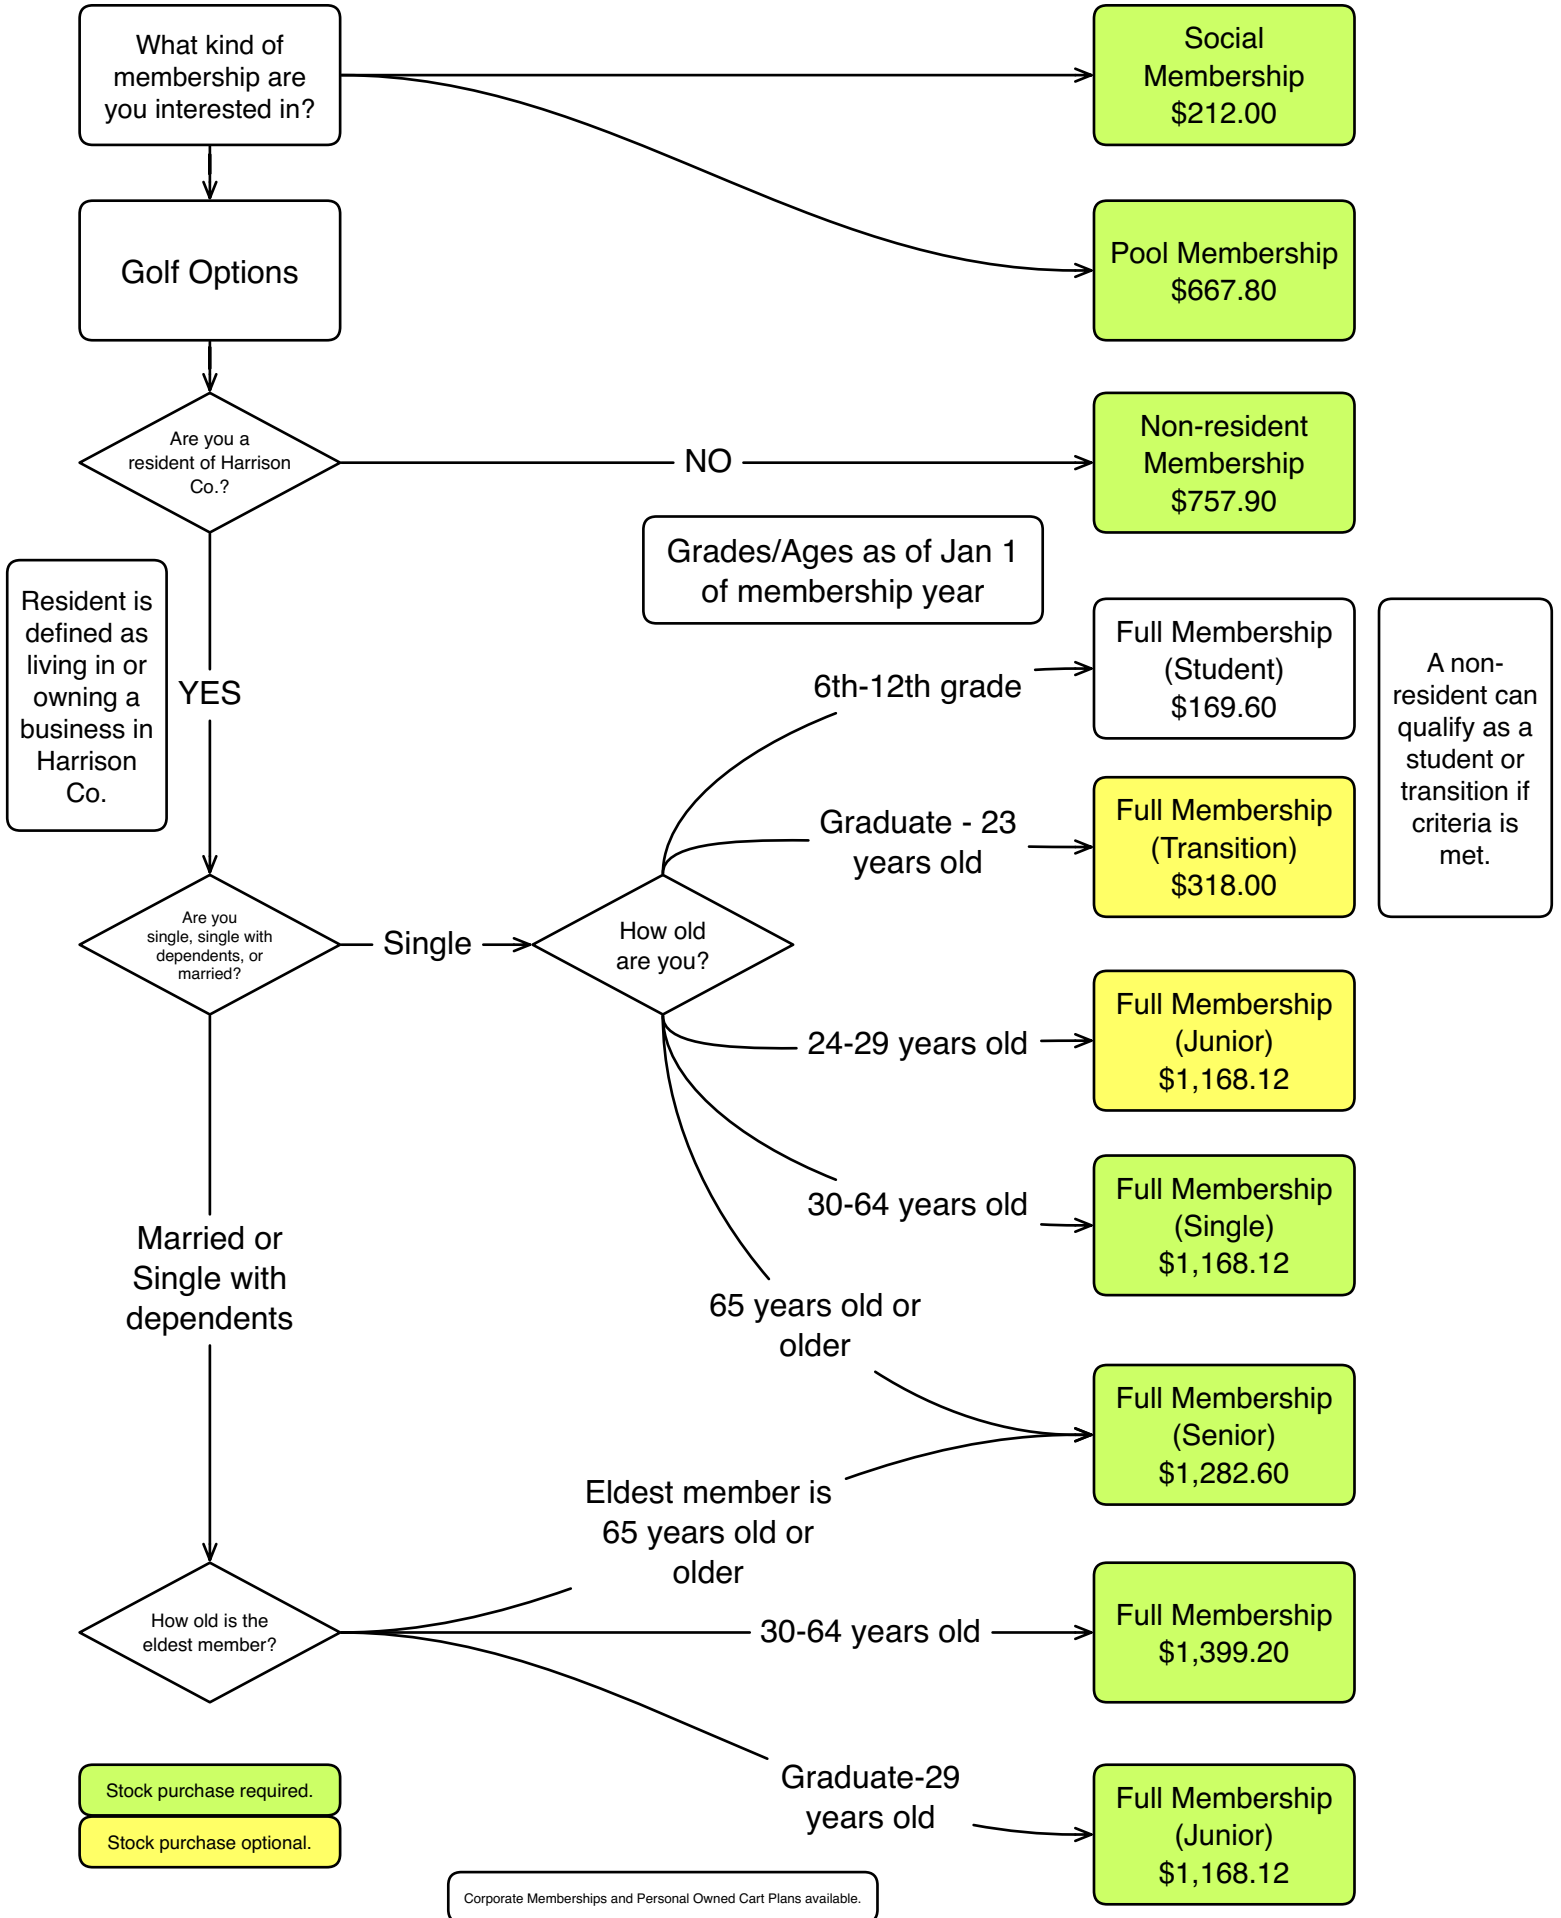 What kind of
membership are
you interested in?
Social
Membership
$212.00
Golf Options
Pool Membership
$667.80
Are you a
resident of Harrison
Co.?
NO
Non-resident
Membership
$757.90
Grades/Ages as of Jan 1
of membership year
Resident is
defined as
living in or
owning a
business in
Harrison
Co.
YES
6th-12th grade
Full Membership
(Student)
$169.60
A non-
resident can
qualify as a
student or
transition if
criteria is
met.
Graduate - 23
years old
Full Membership
(Transition)
$318.00
Are you
single, single with
dependents, or
married?
Single
How old
are you?
24-29 years old
Full Membership
(Junior)
$1,168.12
30-64 years old
Full Membership
(Single)
$1,168.12
Married or
Single with
dependents
65 years old or
older
Full Membership
(Senior)
$1,282.60
Eldest member is
65 years old or
older
How old is the
eldest member?
30-64 years old
Full Membership
$1,399.20
Graduate-29
years old
Full Membership
(Junior)
$1,168.12
Stock purchase required.
Stock purchase optional.
Corporate Memberships and Personal Owned Cart Plans available.